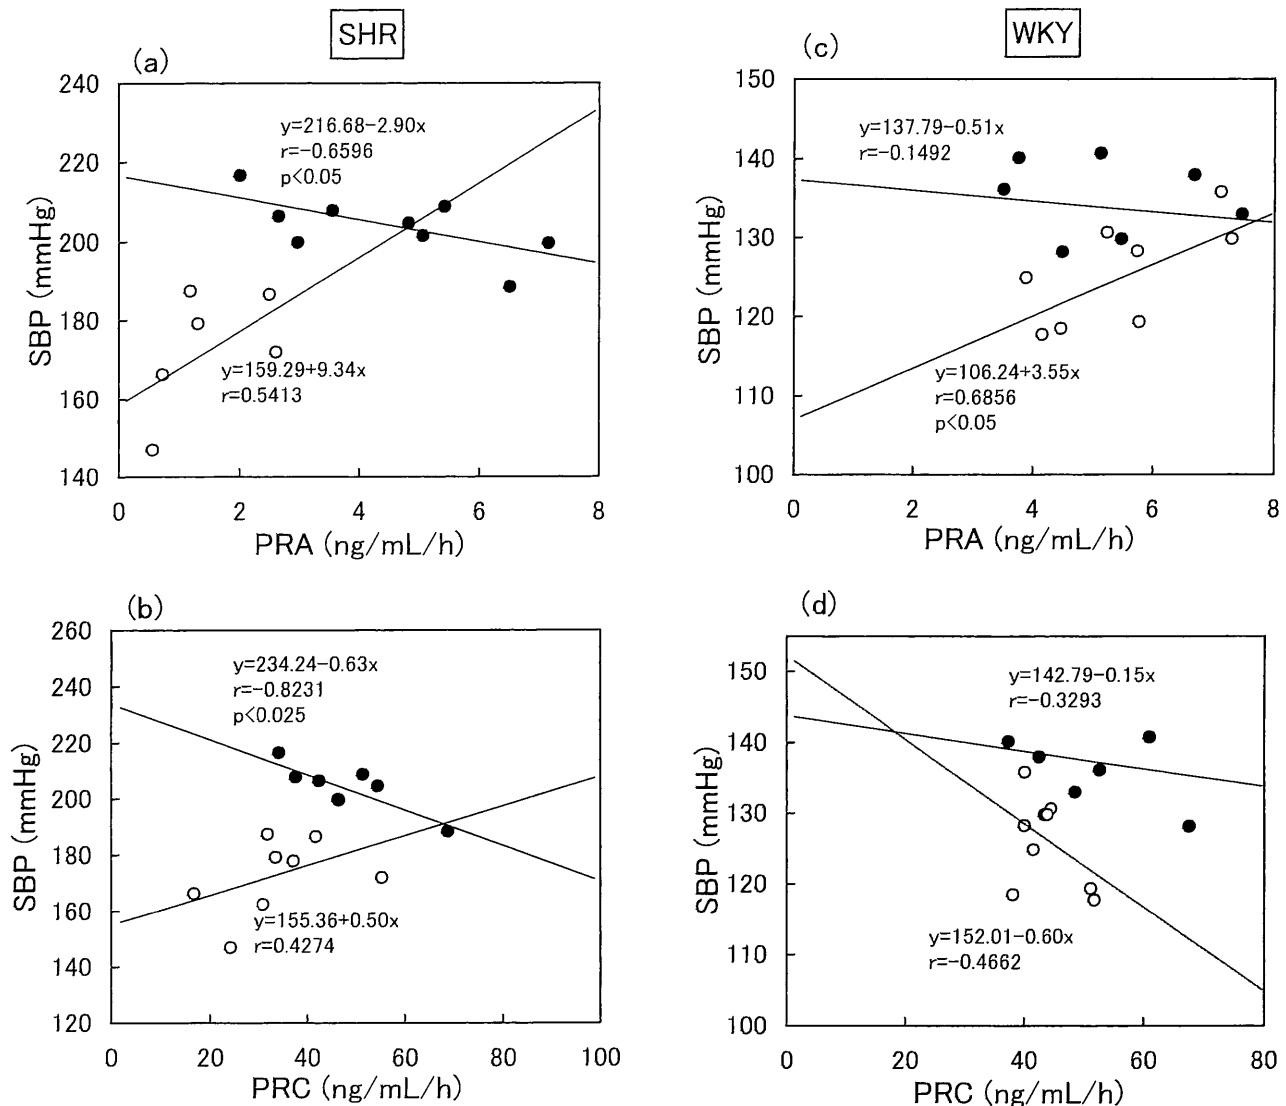 SHR
(a)
240
220
200
180
160
140
SBP (mmHg)
y=216.68−2.90x
r=−0.6596
p<0.05
y=159.29+9.34x
r=0.5413
0 2 4 6 8
PRA (ng/mL/h)
WKY
(c)
150
140
130
120
110
100
SBP (mmHg)
y=137.79−0.51x
r=−0.1492
y=106.24+3.55x
r=0.6856
p<0.05
0 2 4 6 8
PRA (ng/mL/h)
(b)
260
240
220
200
180
160
140
120
SBP (mmHg)
y=234.24−0.63x
r=−0.8231
p<0.025
y=155.36+0.50x
r=0.4274
0 20 40 60 80 100
PRC (ng/mL/h)
(d)
150
140
130
120
110
100
SBP (mmHg)
y=142.79−0.15x
r=−0.3293
y=152.01−0.60x
r=−0.4662
0 20 40 60 80
PRC (ng/mL/h)